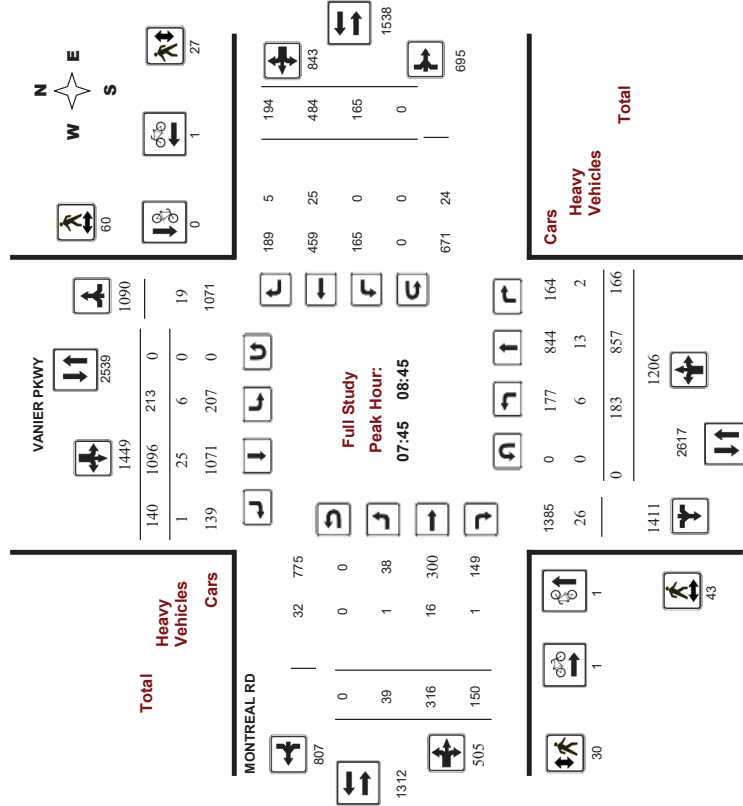 N
W E
S
27
1
60
0
VANIER PKWY
2539
1449
1090
140 1096 213 0
1 25 6 0 19
139 1071 207 0 1071
1538
843
695
194
484
165
0
189 5
459 25
165 0
0 0
671 24
Total
Heavy
Vehicles
Cars
Full Study
Peak Hour:
07:45 08:45
MONTREAL RD
32 775
0 0
1 38
16 300
1 149
0
39
316
150
807
1312
505
Cars
Heavy
Vehicles
Total
1385 0 177 844 164
26 0 6 13 2
0 183 857 166
1411
1206
2617
1
1
30
43